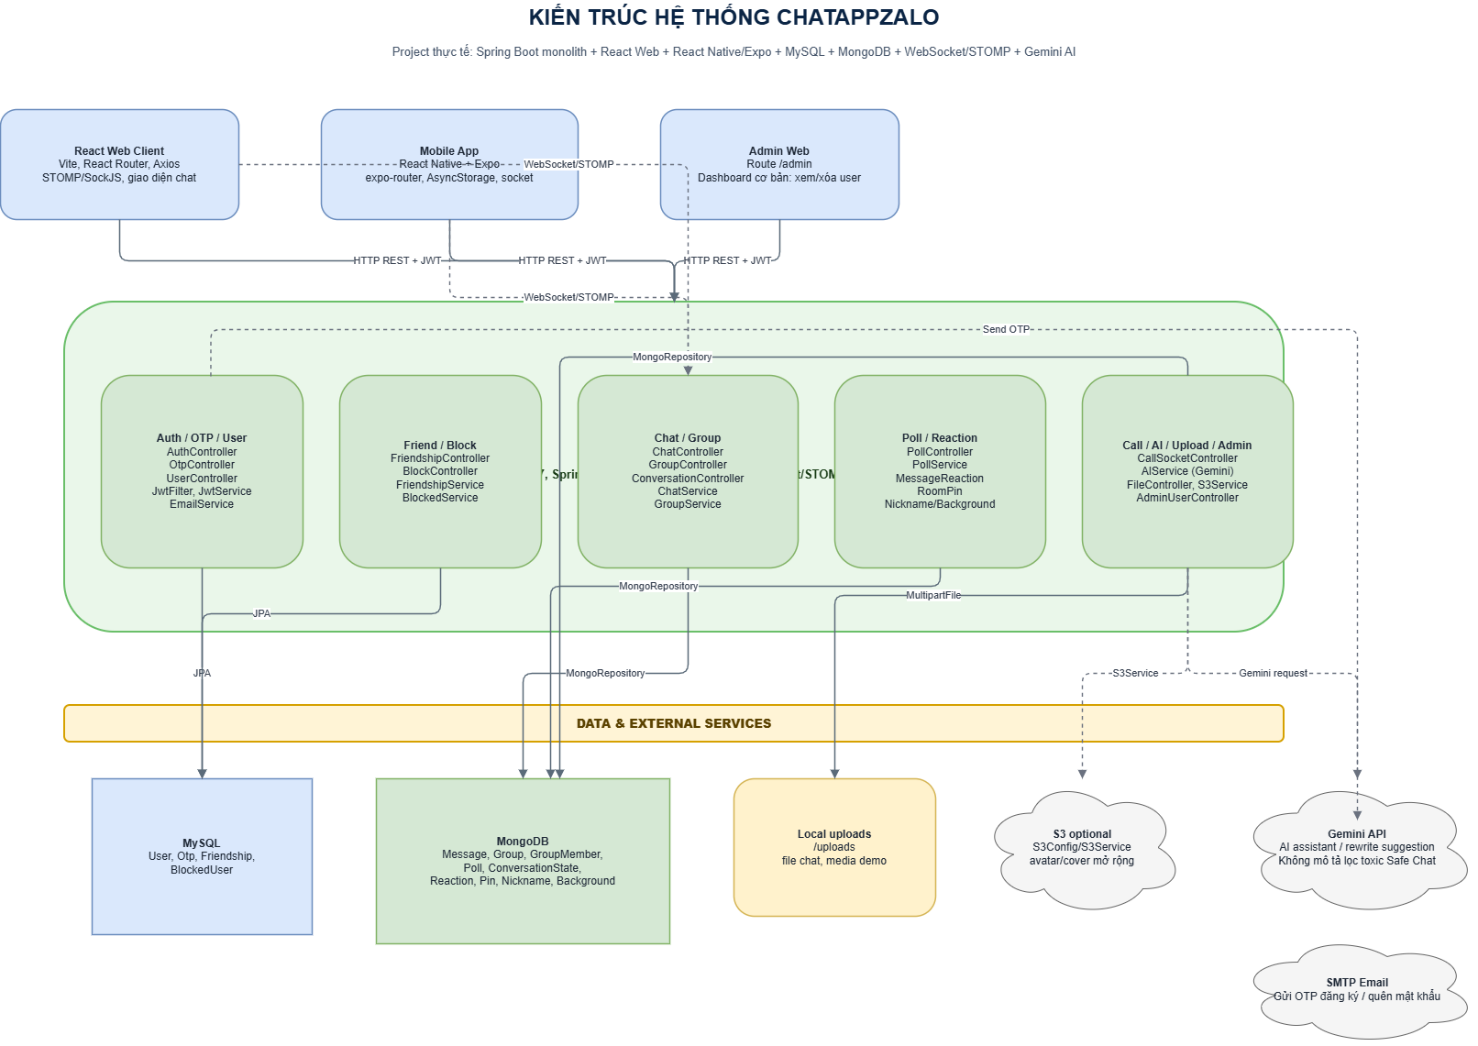 KIẾN TRÚC HỆ THỐNG CHATAPPZALO
Project thực tế: Spring Boot monolith + React Web + React Native/Expo + MySQL + MongoDB + WebSocket/STOMP + Gemini AI
React Web Client
Vite, React Router, Axios
STOMP/SockJS, giao diện chat
Mobile App
React Native + Expo
expo-router, AsyncStorage, socket
Admin Web
Route /admin
Dashboard cơ bản: xem/xóa user
WebSocket/STOMP
HTTP REST + JWT
HTTP REST + JWT
HTTP REST + JWT
WebSocket/STOMP
Send OTP
MongoRepository
Auth / OTP / User
AuthController
OtpController
UserController
JwtFilter, JwtService
EmailService
Friend / Block
FriendshipController
BlockController
FriendshipService
BlockedService
Chat / Group
ChatController
GroupController
ConversationController
ChatService
GroupService
Poll / Reaction
PollController
PollService
MessageReaction
RoomPin
Nickname/Background
Call / AI / Upload / Admin
CallSocketController
AIService (Gemini)
FileController, S3Service
AdminUserController
MongoRepository
MultipartFile
JPA
JPA
MongoRepository
S3Service
Gemini request
DATA & EXTERNAL SERVICES
MySQL
User, Otp, Friendship,
BlockedUser
MongoDB
Message, Group, GroupMember,
Poll, ConversationState,
Reaction, Pin, Nickname, Background
Local uploads
/uploads
file chat, media demo
S3 optional
S3Config/S3Service
avatar/cover mở rộng
Gemini API
AI assistant / rewrite suggestion
Không mô tả lọc toxic Safe Chat
SMTP Email
Gửi OTP đăng ký / quên mật khẩu